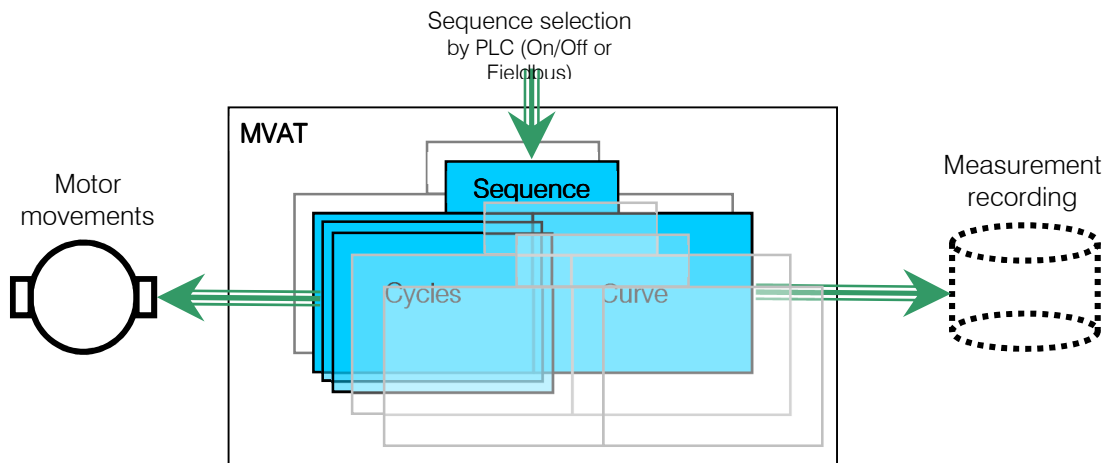 Sequence selection
by PLC (On/Off or
Fieldbus)
MVAT
Sequence
Motor
movements
Measurement
recording
Cycles
Curve